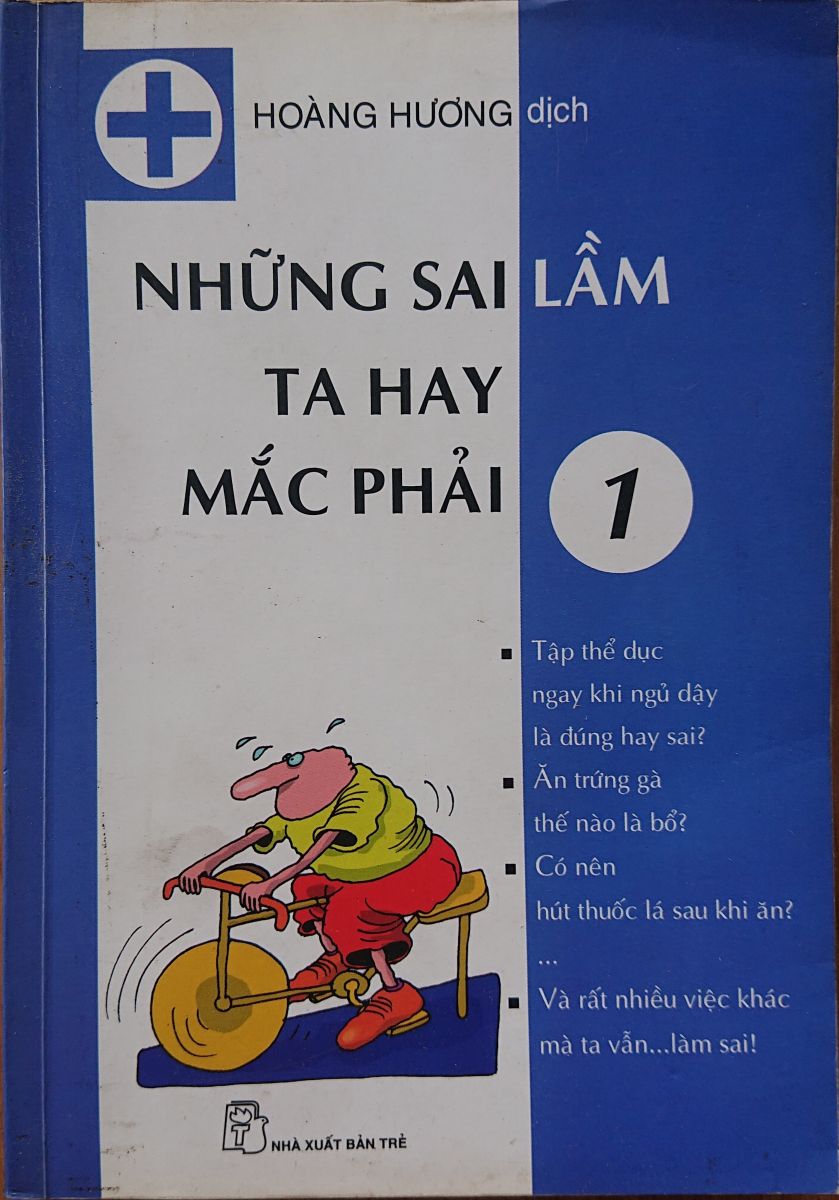 HOÀNG HƯƠNG dịch
NHỮNG SAI LẦM
TA HAY
MẮC PHẢI
1
▪ Tập thể dục
ngay khi ngủ dậy
là đúng hay sai?
▪ Ăn trứng gà
thế nào là bổ?
▪ Có nên
hút thuốc lá sau khi ăn?
...
▪ Và rất nhiều việc khác
mà ta vẫn...làm sai!
NHÀ XUẤT BẢN TRẺ